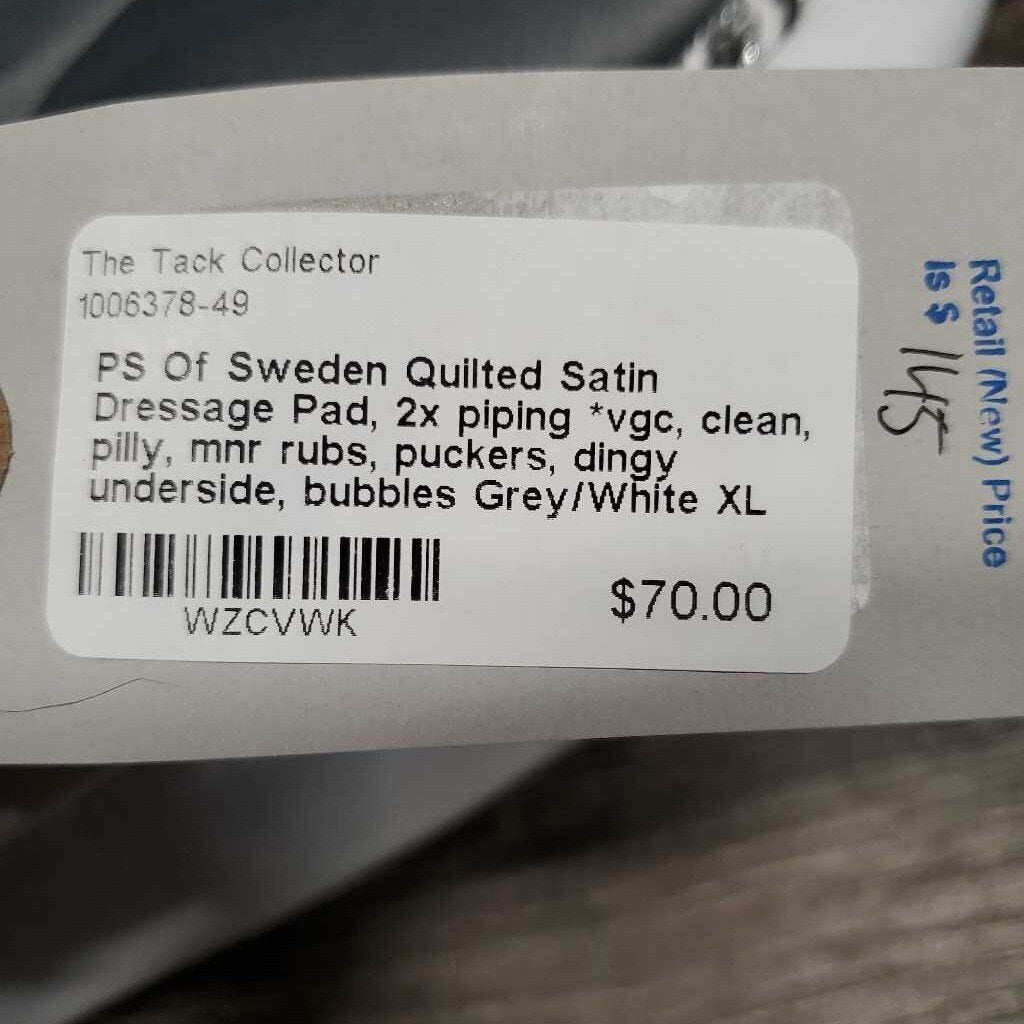 The Tack Collector
1006378-49
PS Of Sweden Quilted Satin
Dressage Pad, 2x piping *vgc, clean,
pilly, mnr rubs, puckers, dingy
underside, bubbles Grey/White XL
WZCVWK
$70.00
Retail (New) Price
Is $ 145